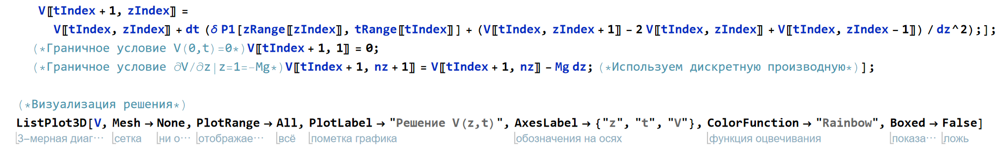 V〚tIndex + 1, zIndex〛 =
V〚tIndex, zIndex〛 + dt (δ P1[zRange〚zIndex〛, tRange〚tIndex〛] + (V〚tIndex, zIndex + 1〛 - 2 V〚tIndex, zIndex〛 + V〚tIndex, zIndex - 1〛) / dz^2);];
(*Граничное условие V(0,t)=0*)V〚tIndex + 1, 1〛 = 0;
(*Граничное условие ∂V/∂z|z=1=-Mg*)V〚tIndex + 1, nz + 1〛 = V〚tIndex + 1, nz〛 - Mg dz; (*Используем дискретную производную*)];
(*Визуализация решения*)
ListPlot3D[V, Mesh → None, PlotRange → All, PlotLabel → "Решение V(z,t)", AxesLabel → {"z", "t", "V"}, ColorFunction → "Rainbow", Boxed → False]
3-мерная диаг⋯ сетка ни о⋯ отображае⋯ всё пометка графика обозначения на осях функция оцвечивания показа⋯ ложь